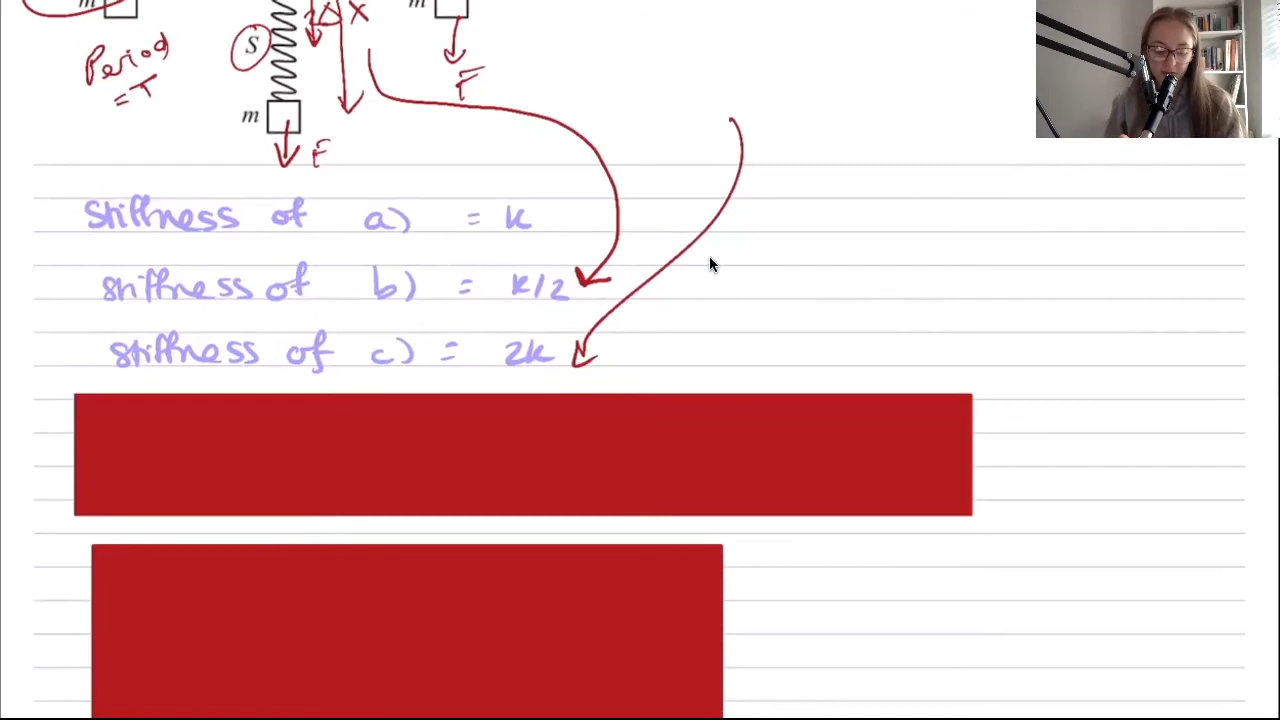 m
X
m
Period
= T
S
F
m
F
stiffness of a) = k
stiffness of b) = k/2
stiffness of c) = 2k